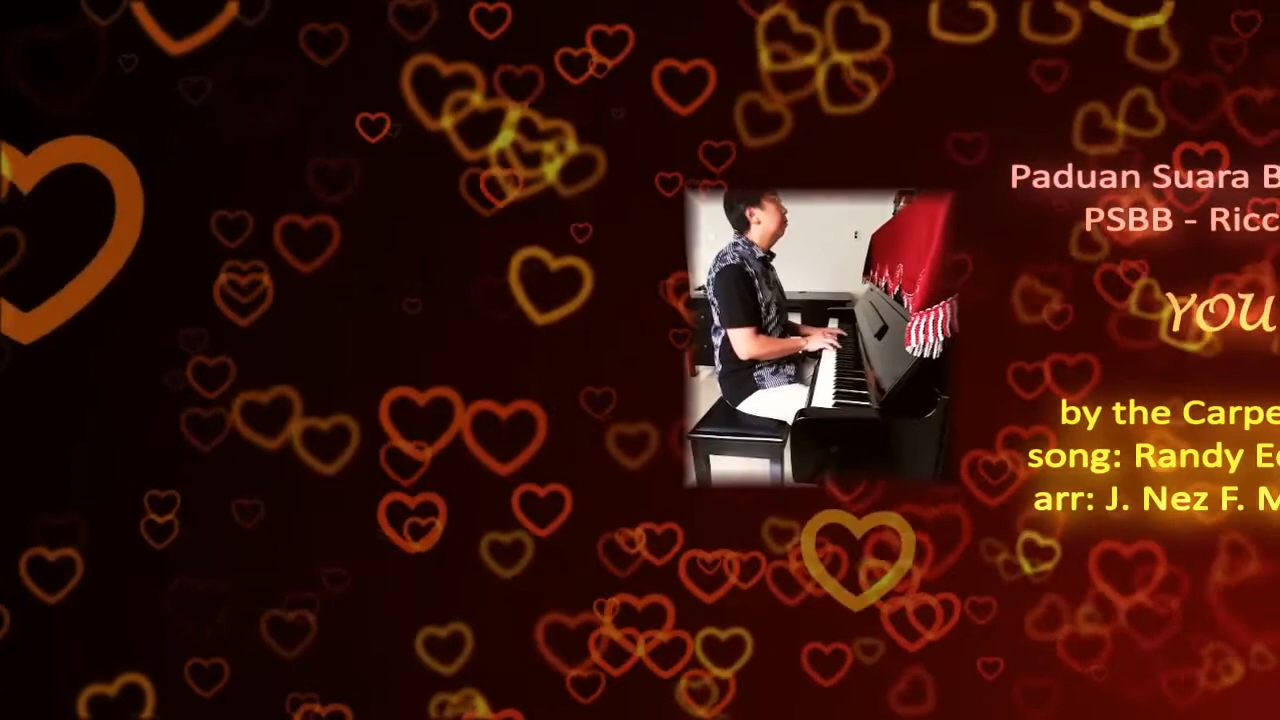 Paduan Suara B
PSBB - Ricc
YOU
by the Carpe
song: Randy E
arr: J. Nez F. M